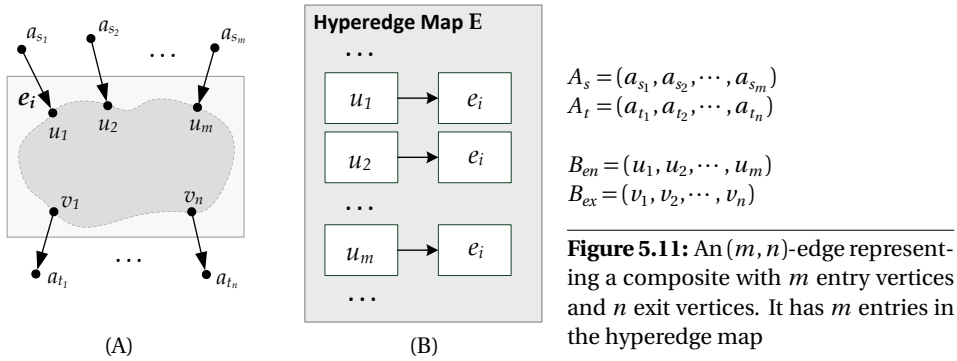 a_{s_1} a_{s_2} ⋯ a_{s_m}
e_i
u_1 u_2 u_m
v_1 v_n
a_{t_1} ⋯ a_{t_n}
(A)
Hyperedge Map E
⋯
u_1 e_i
u_2 e_i
⋯
u_m e_i
⋯
(B)
A_s = (a_{s_1}, a_{s_2}, ⋯, a_{s_m})
A_t = (a_{t_1}, a_{t_2}, ⋯, a_{t_n})
B_{en} = (u_1, u_2, ⋯, u_m)
B_{ex} = (v_1, v_2, ⋯, v_n)
Figure 5.11: An (m, n)-edge represent-
ing a composite with m entry vertices
and n exit vertices. It has m entries in
the hyperedge map